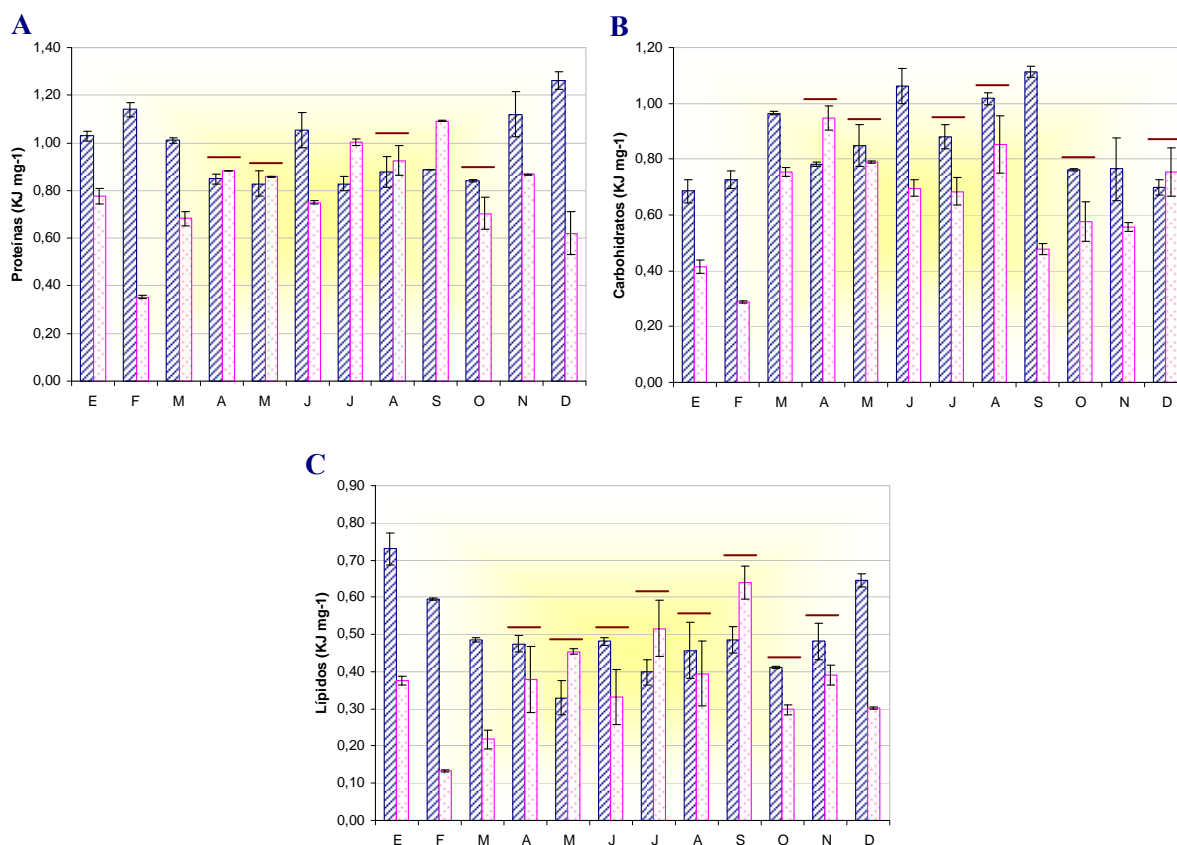 A
Proteínas (KJ mg-1)
1,40
1,20
1,00
0,80
0,60
0,40
0,20
0,00
E F M A M J J A S O N D
B
Carbohidratos (KJ mg-1)
1,20
1,00
0,80
0,60
0,40
0,20
0,00
E F M A M J J A S O N D
C
Lípidos (KJ mg-1)
0,90
0,80
0,70
0,60
0,50
0,40
0,30
0,20
0,10
0,00
E F M A M J J A S O N D